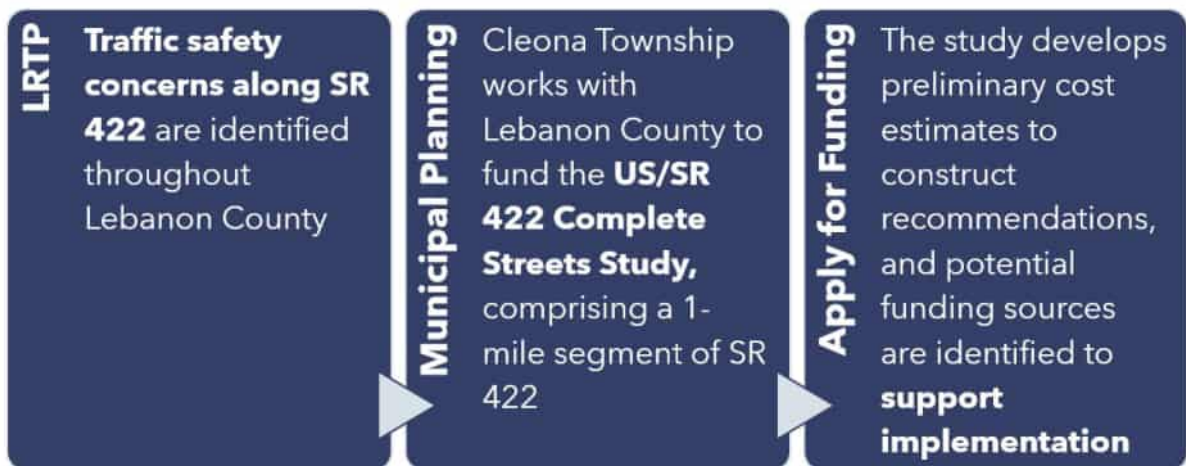 LRTP
Traffic safety
concerns along SR
422 are identified
throughout
Lebanon County
Municipal Planning
Cleona Township
works with
Lebanon County to
fund the US/SR
422 Complete
Streets Study,
comprising a 1-
mile segment of SR
422
Apply for Funding
The study develops
preliminary cost
estimates to
construct
recommendations,
and potential
funding sources
are identified to
support
implementation